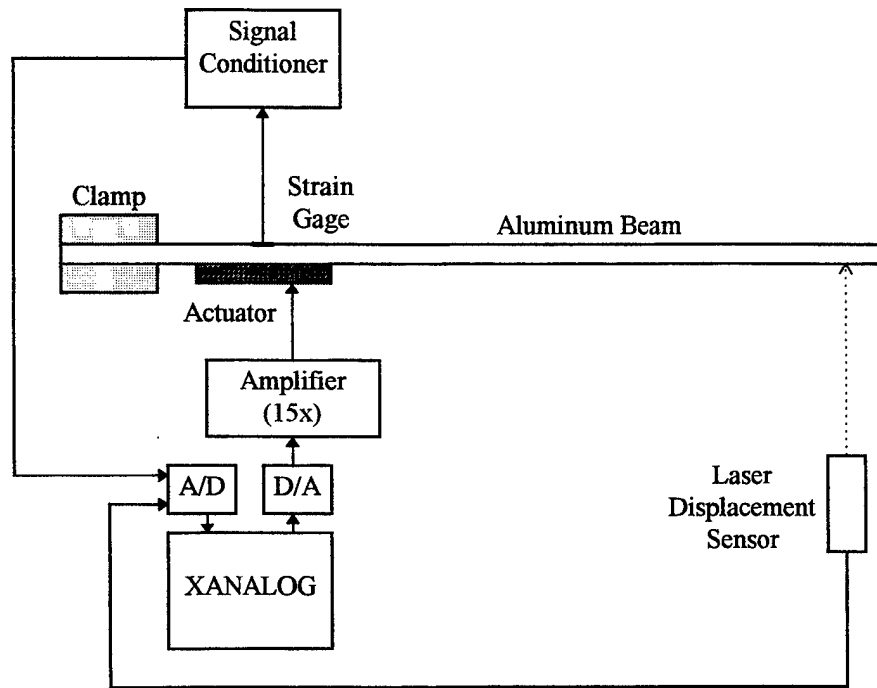 Signal
Conditioner
Strain
Gage
Clamp
Aluminum Beam
Actuator
Amplifier
(15x)
A/D
D/A
Laser
Displacement
Sensor
XANALOG